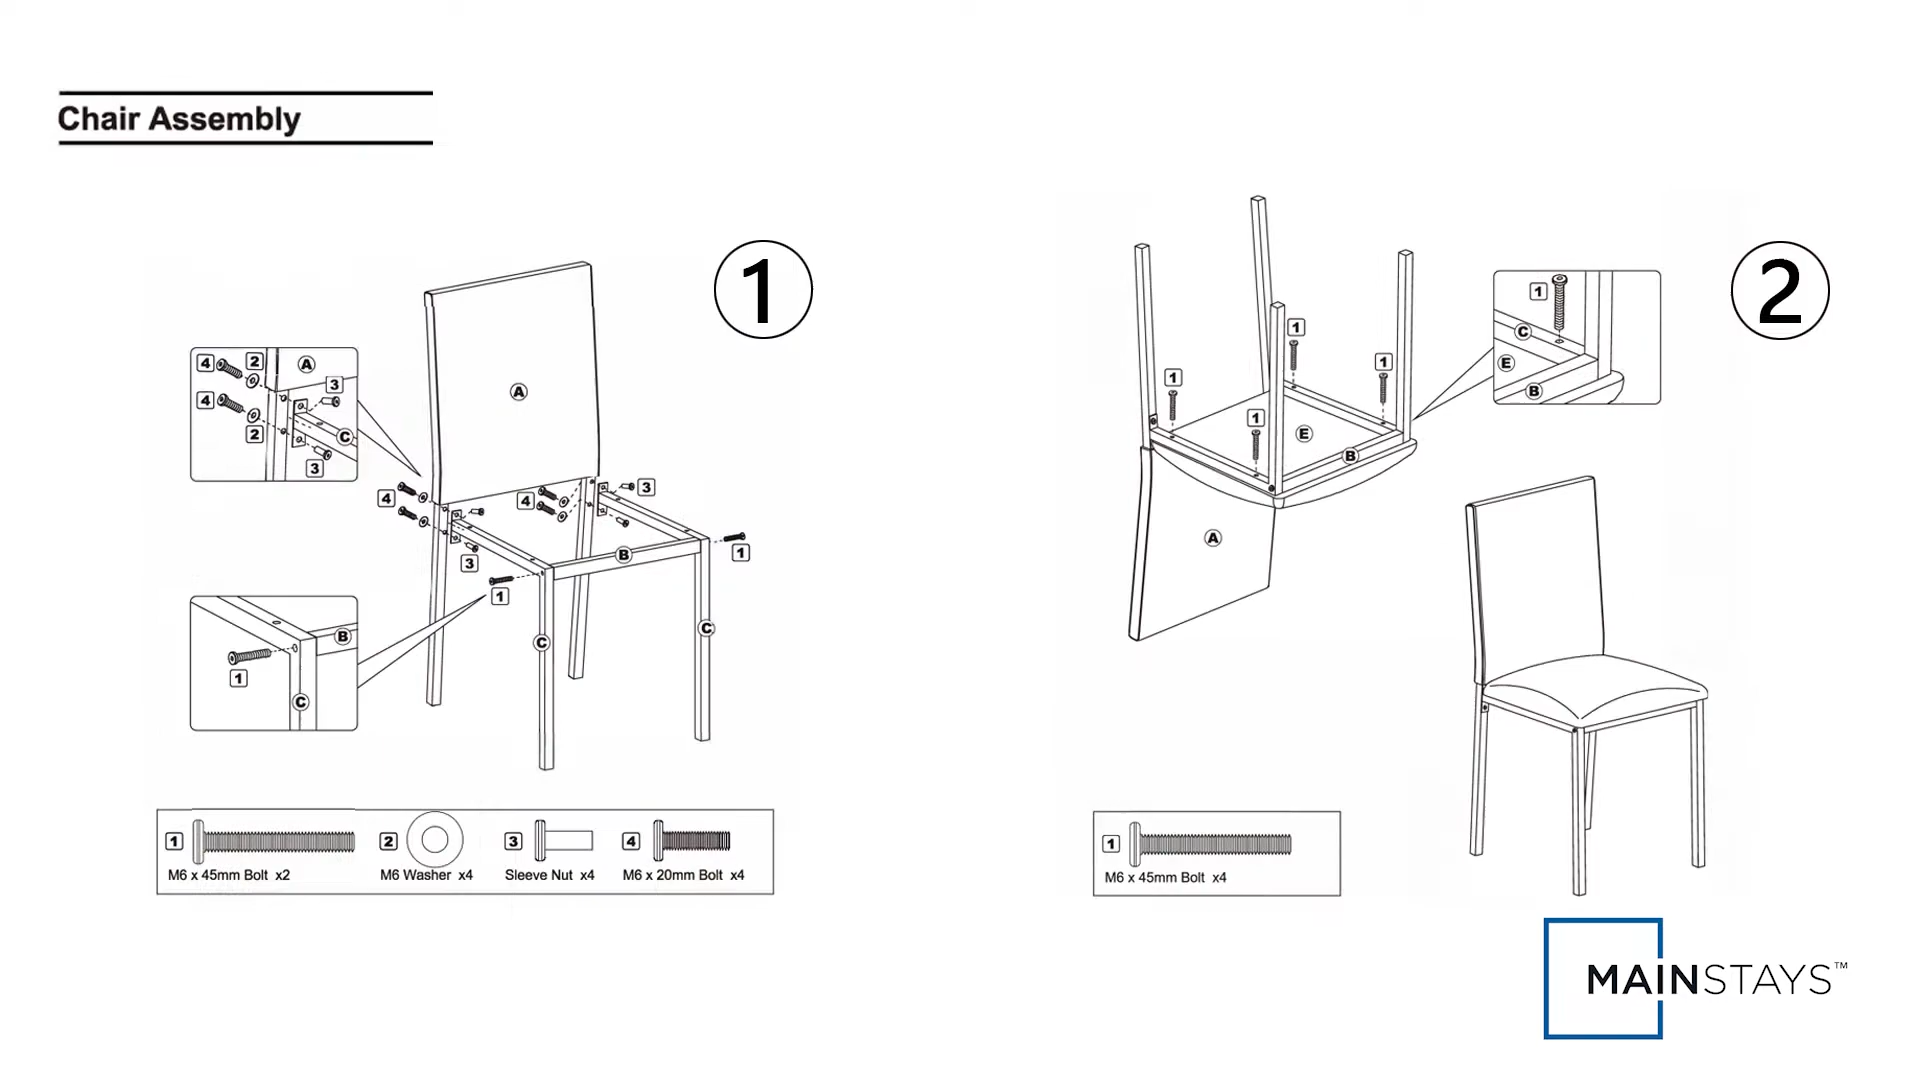 Chair Assembly
1
4
2
A
3
4
2
C
3
A
4
4
3
3
B
1
1
B
1
C
C
C
1
M6 x 45mm Bolt x2
2
M6 Washer x4
3
Sleeve Nut x4
4
M6 x 20mm Bolt x4
2
1
1
1
1
E
B
A
1
C
E
B
1
M6 x 45mm Bolt x4
MAINSTAYS™